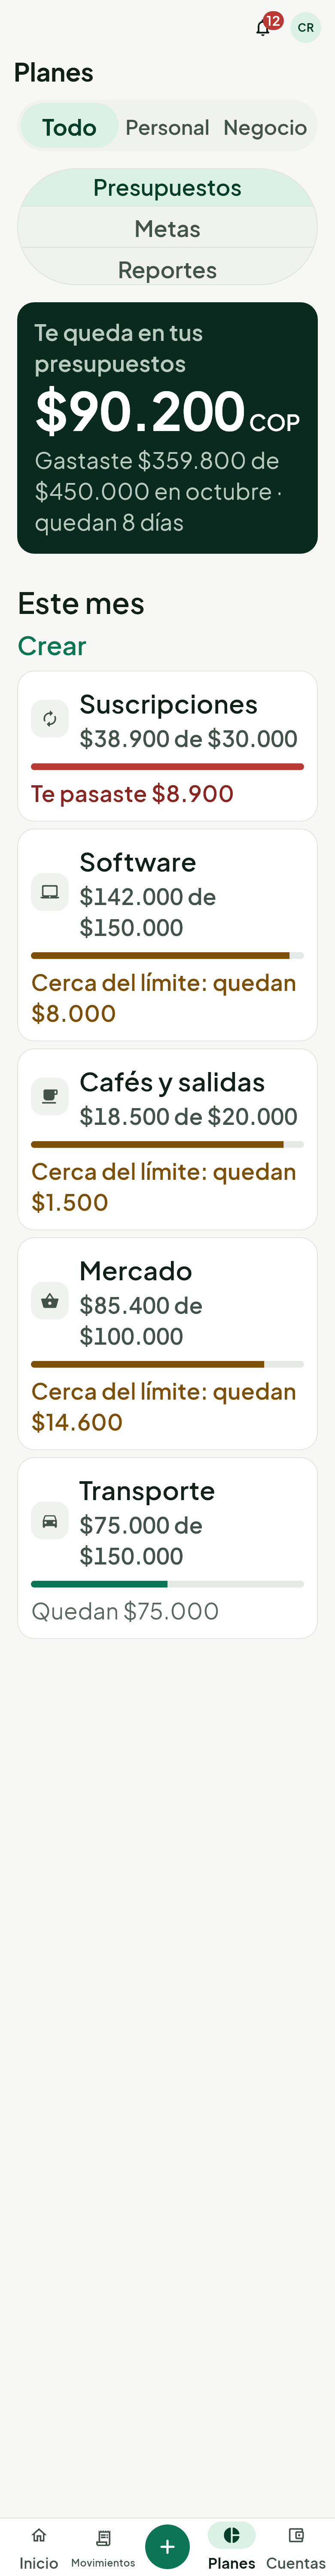 12
CR
Planes
Todo Personal Negocio
Presupuestos
Metas
Reportes
Te queda en tus
presupuestos
$90.200 COP
Gastaste $359.800 de
$450.000 en octubre ·
quedan 8 días
Este mes
Crear
Suscripciones
$38.900 de $30.000
Te pasaste $8.900
Software
$142.000 de
$150.000
Cerca del límite: quedan
$8.000
Cafés y salidas
$18.500 de $20.000
Cerca del límite: quedan
$1.500
Mercado
$85.400 de
$100.000
Cerca del límite: quedan
$14.600
Transporte
$75.000 de
$150.000
Quedan $75.000
Inicio Movimientos Planes Cuentas